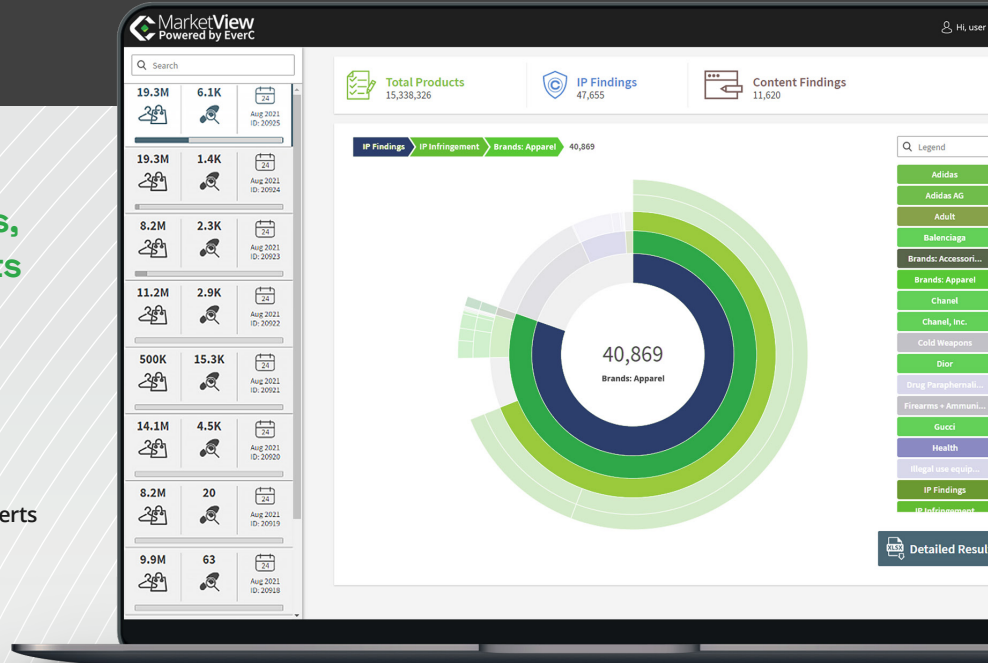 MarketView
Powered by EverC
Hi, user
Search
19.3M 6.1K 24
Aug 2021
ID: 20925
19.3M 1.4K 24
Aug 2021
ID: 20924
8.2M 2.3K 24
Aug 2021
ID: 20923
11.2M 2.9K 24
Aug 2021
ID: 20922
500K 15.3K 24
Aug 2021
ID: 20921
14.1M 4.5K 24
Aug 2021
ID: 20920
8.2M 20 24
Aug 2021
ID: 20919
9.9M 63 24
Aug 2021
ID: 20918
Total Products
15,338,326
IP Findings
47,655
Content Findings
11,620
IP Findings IP Infringement Brands: Apparel 40,869
40,869
Brands: Apparel
Legend
Adidas
Adidas AG
Adult
Balenciaga
Brands: Accessori...
Brands: Apparel
Chanel
Chanel, Inc.
Cold Weapons
Dior
Drug Paraphernali...
Firearms + Ammuni...
Gucci
Health
Illegal use equip...
IP Findings
IP Infringement
XLSX
Detailed Resul
s,
ts
erts